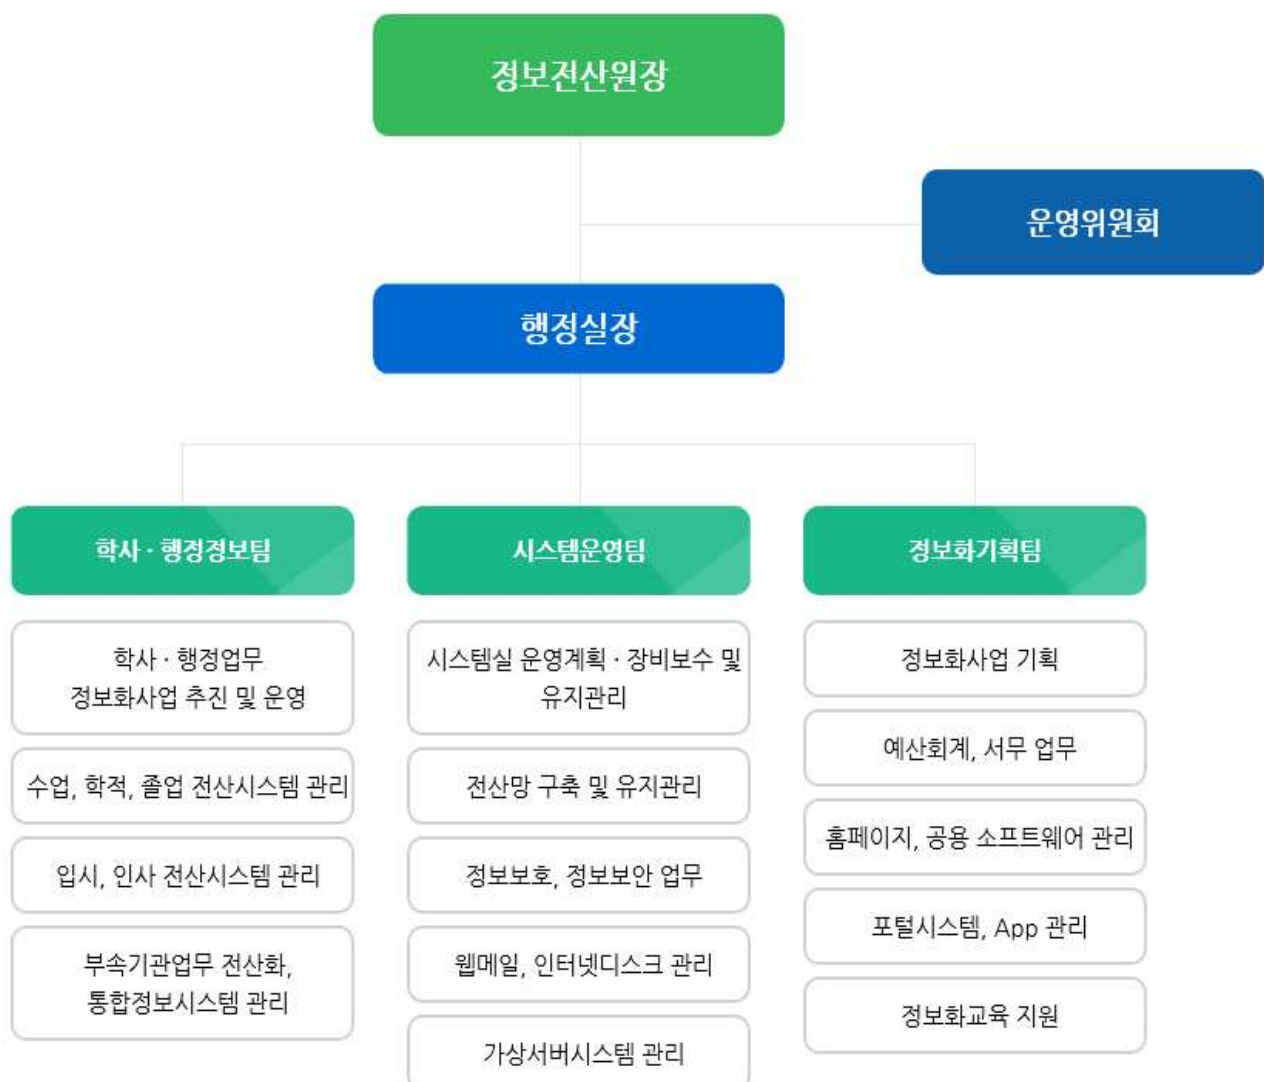 정보전산원장
운영위원회
행정실장
학사 · 행정정보팀
학사 · 행정업무
정보화사업 추진 및 운영
수업, 학적, 졸업 전산시스템 관리
입시, 인사 전산시스템 관리
부속기관업무 전산화,
통합정보시스템 관리
시스템운영팀
시스템실 운영계획 · 장비보수 및
유지관리
전산망 구축 및 유지관리
정보보호, 정보보안 업무
웹메일, 인터넷디스크 관리
가상서버시스템 관리
정보화기획팀
정보화사업 기획
예산회계, 서무 업무
홈페이지, 공용 소프트웨어 관리
포털시스템, App 관리
정보화교육 지원